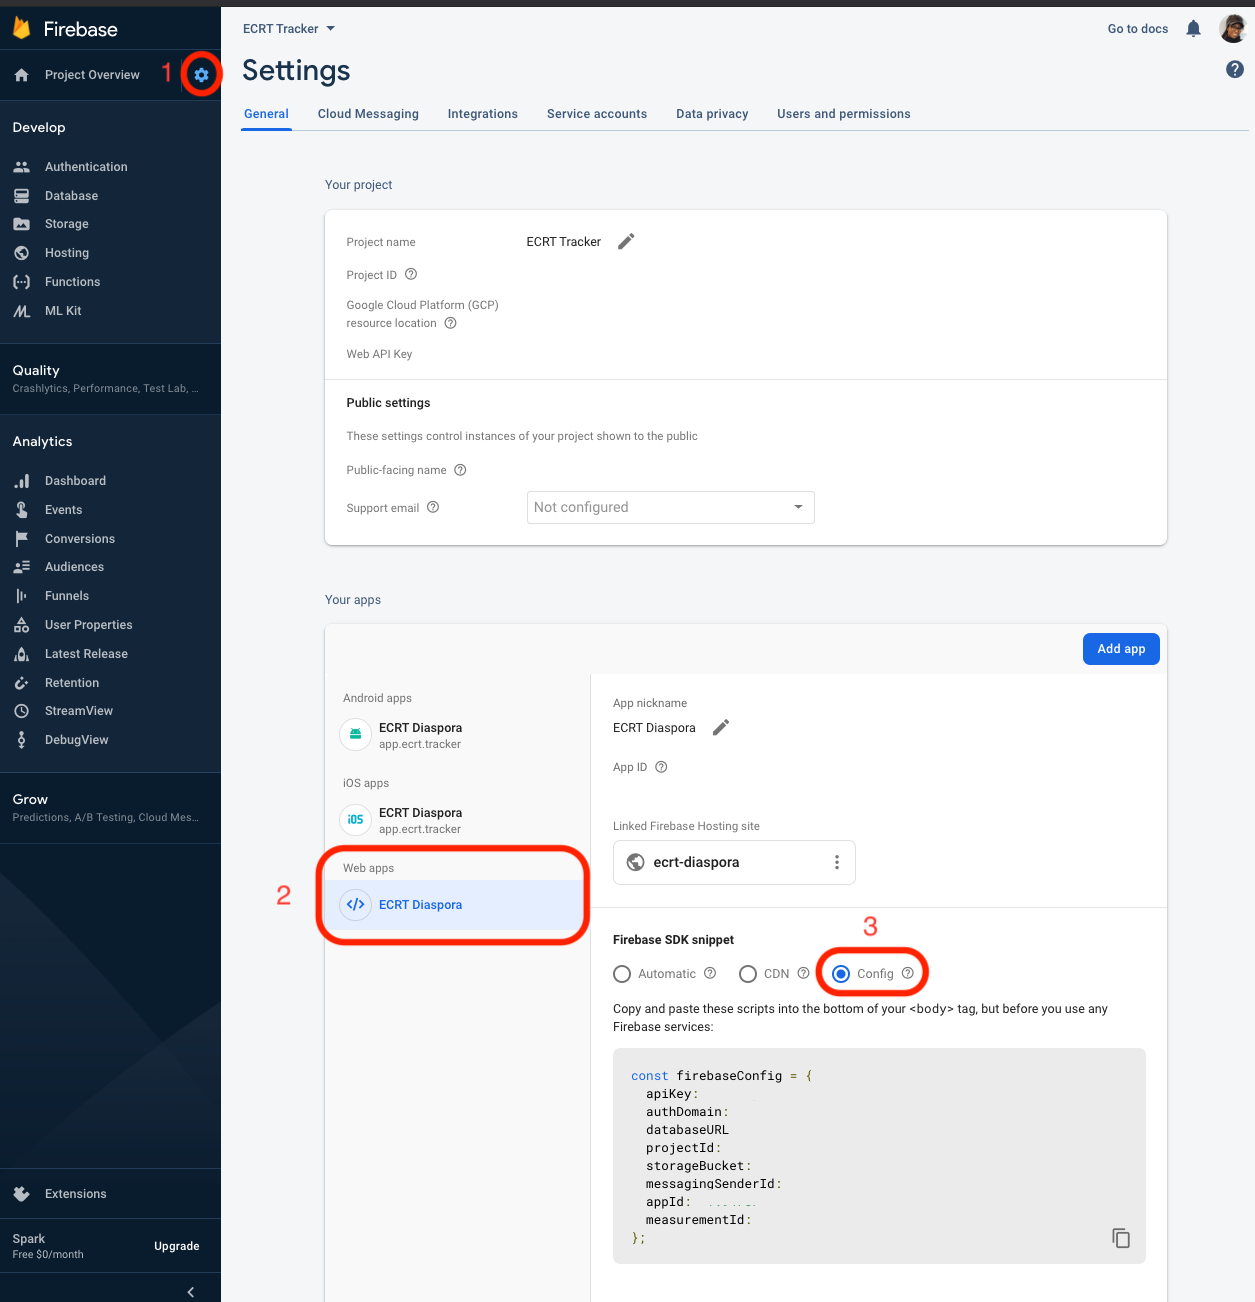 Firebase
Project Overview
1
Develop
Authentication
Database
Storage
Hosting
Functions
ML Kit
Quality
Crashlytics, Performance, Test Lab, ...
Analytics
Dashboard
Events
Conversions
Audiences
Funnels
User Properties
Latest Release
Retention
StreamView
DebugView
Grow
Predictions, A/B Testing, Cloud Mes...
Extensions
Spark
Free $0/month
Upgrade
ECRT Tracker
Go to docs
Settings
General Cloud Messaging Integrations Service accounts Data privacy Users and permissions
Your project
Project name ECRT Tracker
Project ID
Google Cloud Platform (GCP)
resource location
Web API Key
Public settings
These settings control instances of your project shown to the public
Public-facing name
Support email Not configured
Your apps
Add app
Android apps
ECRT Diaspora
app.ecrt.tracker
iOS apps
iOS
ECRT Diaspora
app.ecrt.tracker
2
Web apps
</> ECRT Diaspora
App nickname
ECRT Diaspora
App ID
Linked Firebase Hosting site
ecrt-diaspora
3
Firebase SDK snippet
Automatic CDN Config
Copy and paste these scripts into the bottom of your <body> tag, but before you use any
Firebase services:
const firebaseConfig = {
apiKey:
authDomain:
databaseURL
projectId:
storageBucket:
messagingSenderId:
appId:
measurementId:
};